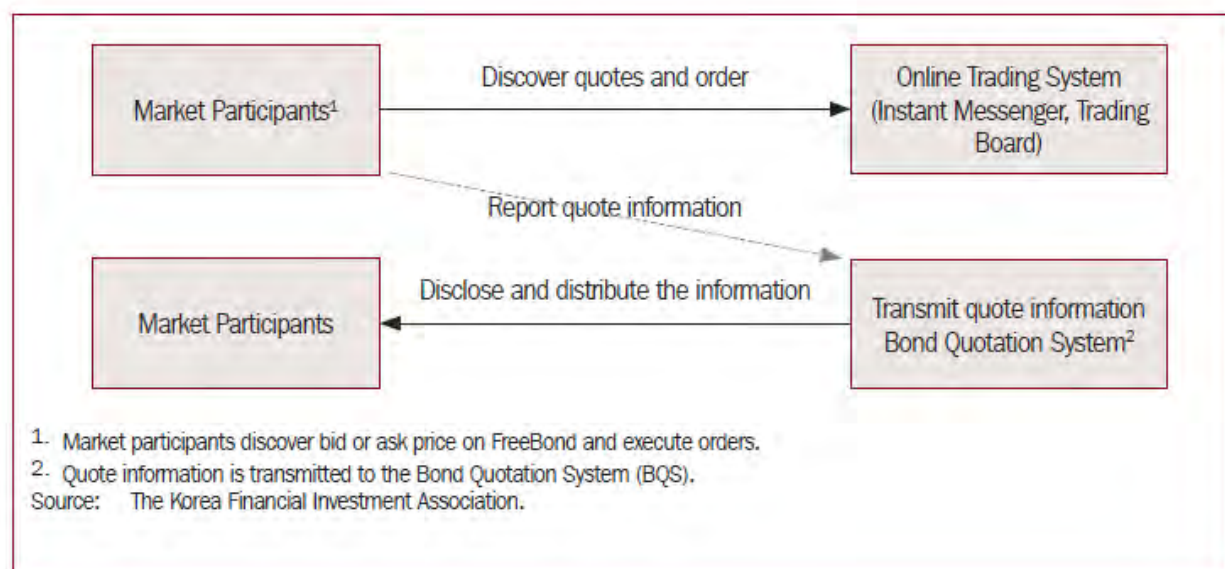 Market Participants¹
Discover quotes and order
Online Trading System
(Instant Messenger, Trading
Board)
Report quote information
Market Participants
Disclose and distribute the information
Transmit quote information
Bond Quotation System²
1. Market participants discover bid or ask price on FreeBond and execute orders.
2. Quote information is transmitted to the Bond Quotation System (BQS).
Source: The Korea Financial Investment Association.